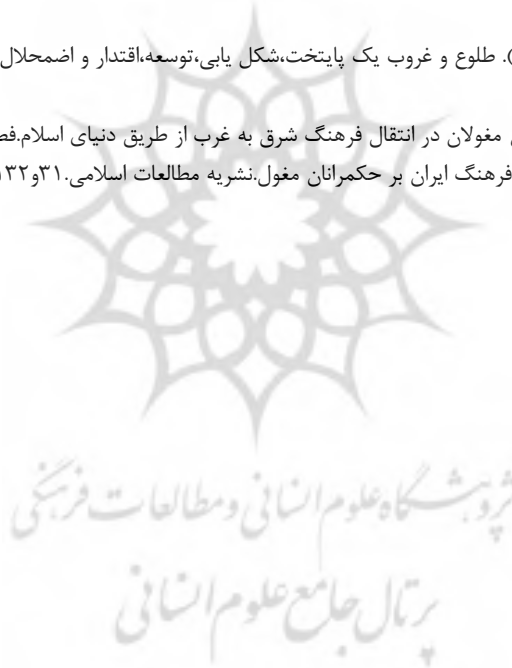 ). طلوع و غروب یک پایتخت،شکل یابی،توسعه،اقتدار و اضمحلال
مغولان در انتقال فرهنگ شرق به غرب از طریق دنیای اسلام.فص
فرهنگ ایران بر حکمرانان مغول.نشریه مطالعات اسلامی.۳۱و۱۳۲
پژوهشگاه علوم انسانی و مطالعات فرهنگی
پرتال جامع علوم انسانی